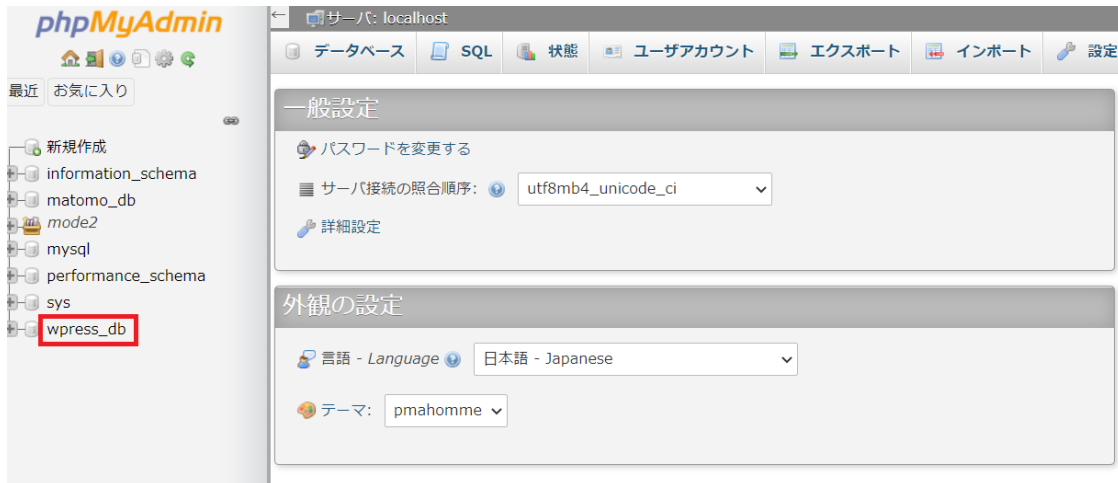 phpMyAdmin
最近 お気に入り
新規作成
information_schema
matomo_db
mode2
mysql
performance_schema
sys
wpress_db
サーバ: localhost
データベース SQL 状態 ユーザアカウント エクスポート インポート 設定
一般設定
パスワードを変更する
サーバ接続の照合順序: utf8mb4_unicode_ci
詳細設定
外観の設定
言語 - Language 日本語 - Japanese
テーマ: pmahomme